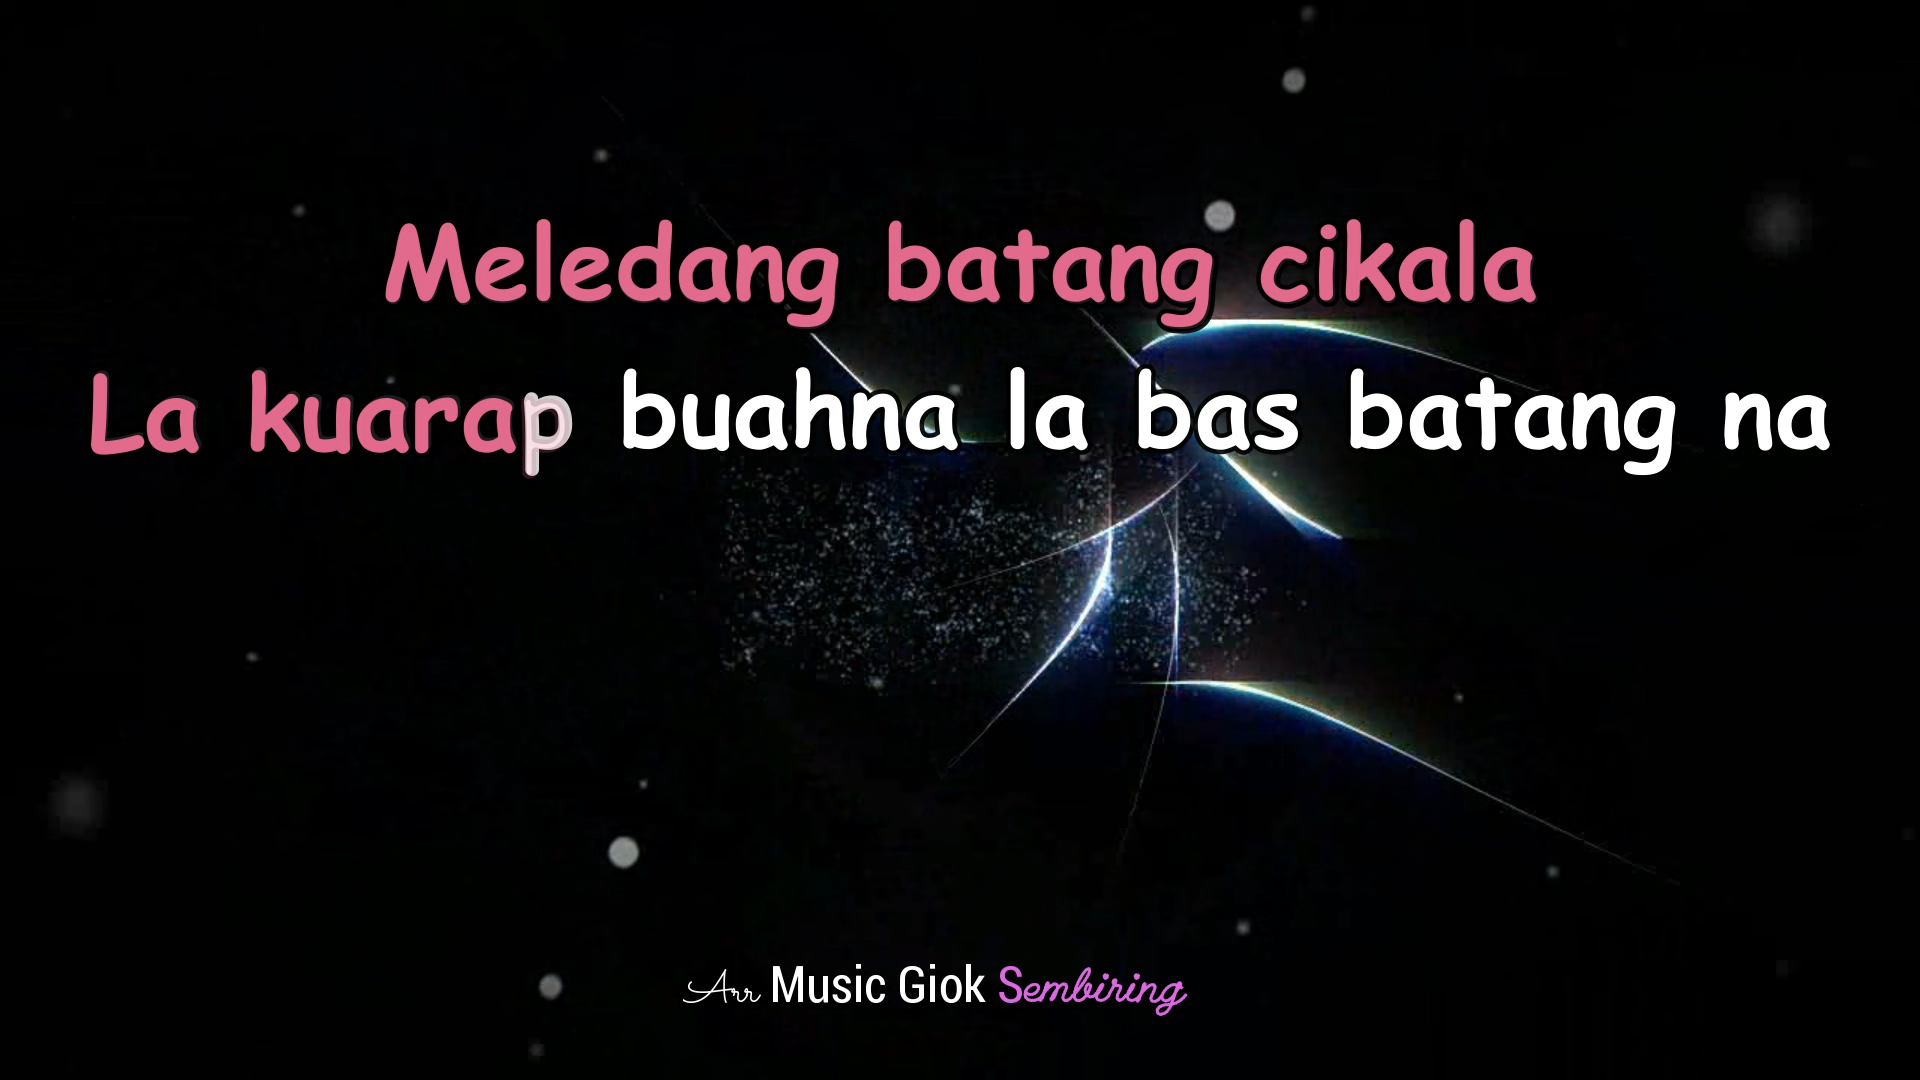 Meledang batang cikala
La kuarap buahna la bas batang na
Arr Music Giok Sembiring